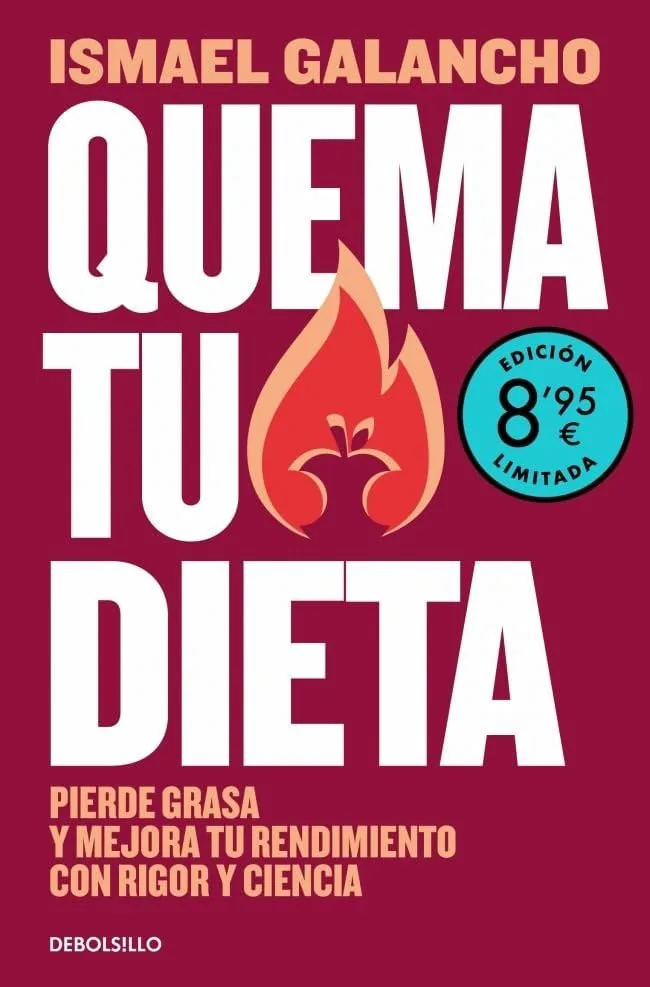 ISMAEL GALANCHO
QUEMA
TU
EDICIÓN
8'95
€
LIMITADA
DIETA
PIERDE GRASA
Y MEJORA TU RENDIMIENTO
CON RIGOR Y CIENCIA
DEBOLS!LLO